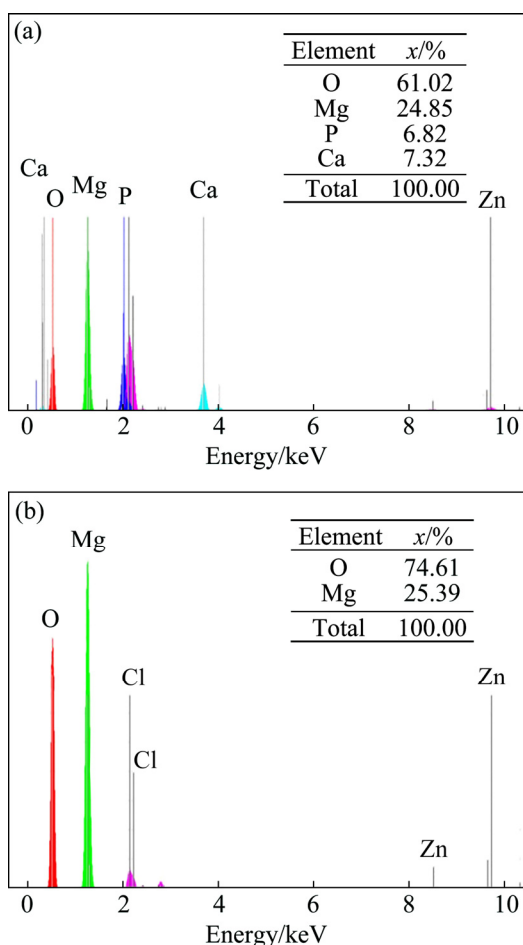 (a)
Element x/%
O 61.02
Mg 24.85
P 6.82
Ca 7.32
Total 100.00
Ca
O
Mg
P
Ca
Zn
0 2 4 6 8 10
Energy/keV
(b)
Element x/%
O 74.61
Mg 25.39
Total 100.00
Mg
O
Cl
Cl
Zn
Zn
0 2 4 6 8 10
Energy/keV